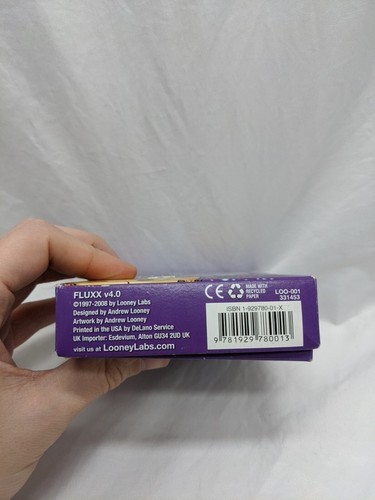 FLUXX v4.0
©1997-2008 by Looney Labs
Designed by Andrew Looney
Artwork by Andrew Looney
Printed in the USA by DeLano Service
UK Importer: Esdevium, Alton GU34 2UD UK
visit us at LooneyLabs.com
CE
MADE WITH
RECYCLED
PAPER
LOO-001
331453
ISBN 1-929780-01-X
9 781929 780013